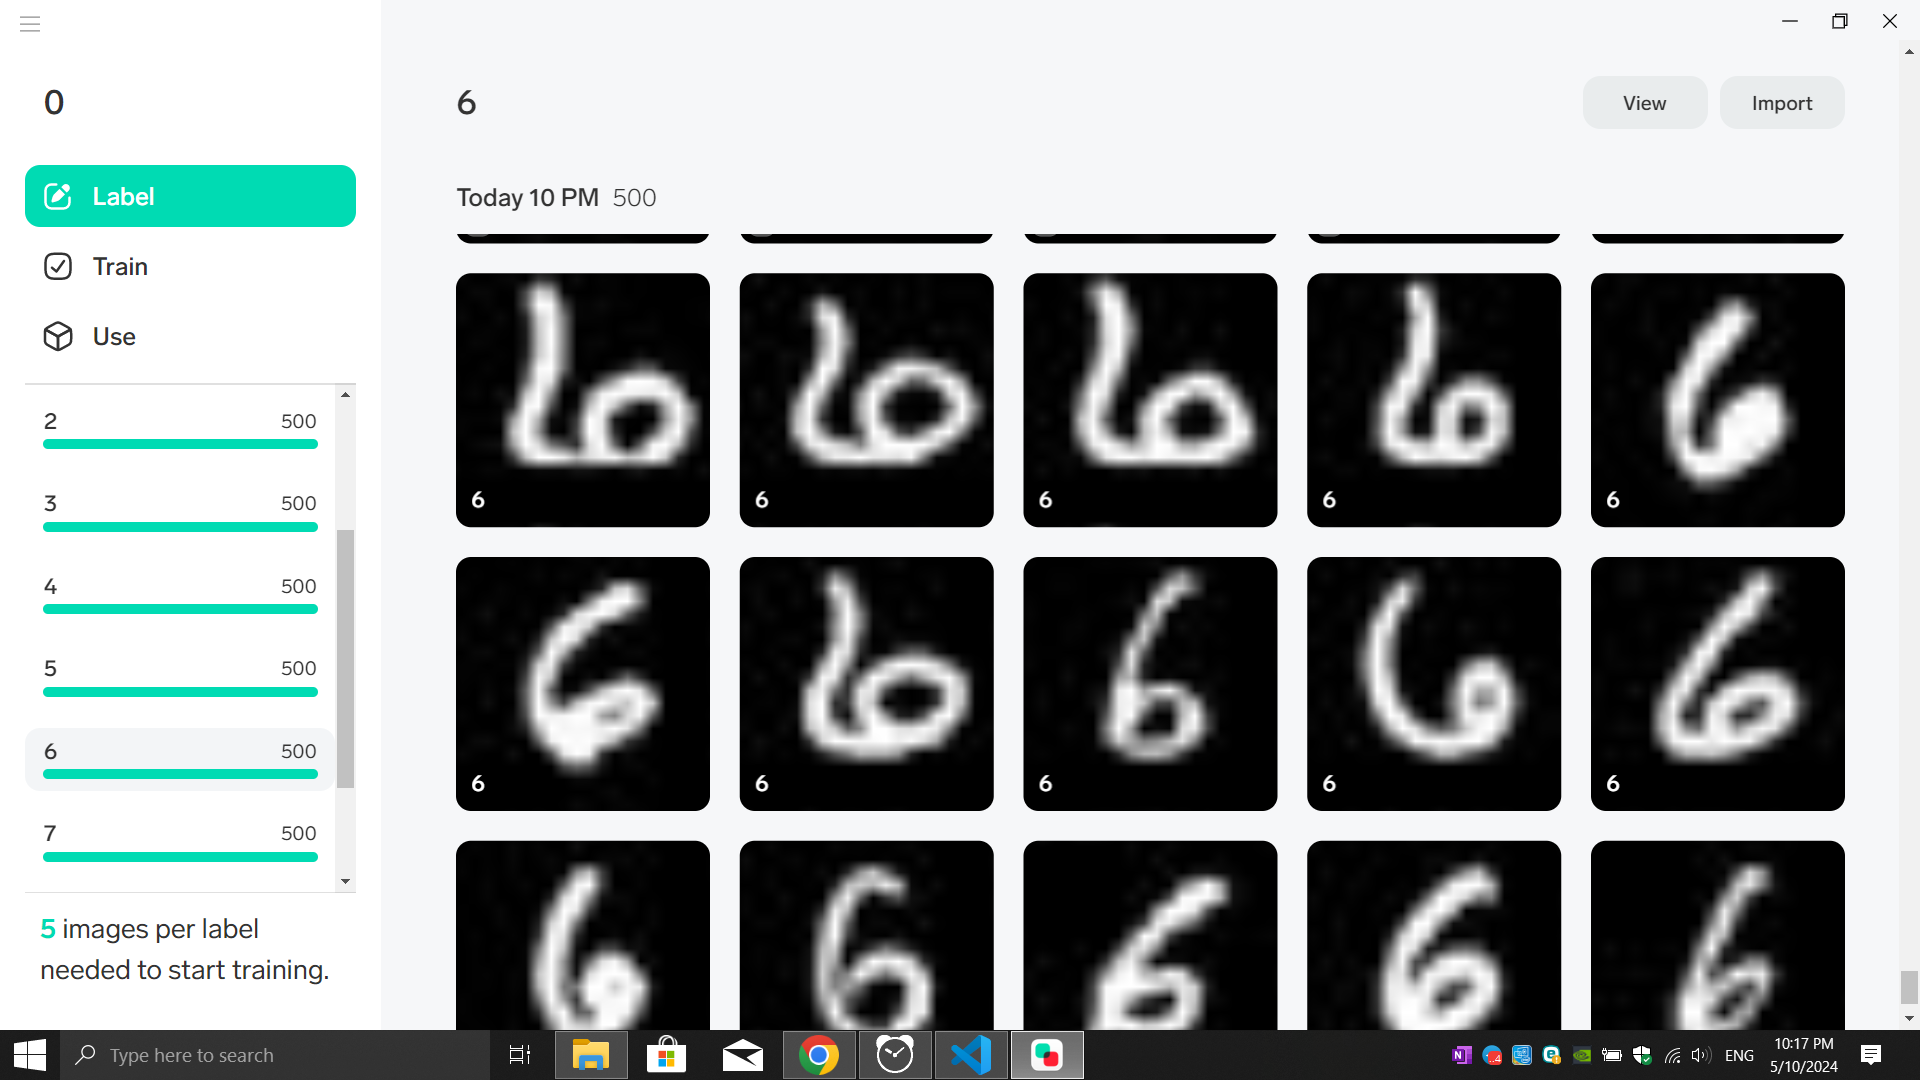 0
Label
Train
Use
2 500
3 500
4 500
5 500
6 500
7 500
5 images per label
needed to start training.
6
View
Import
Today 10 PM 500
6 6 6 6 6
6 6 6 6 6
Type here to search
ENG
10:17 PM
5/10/2024